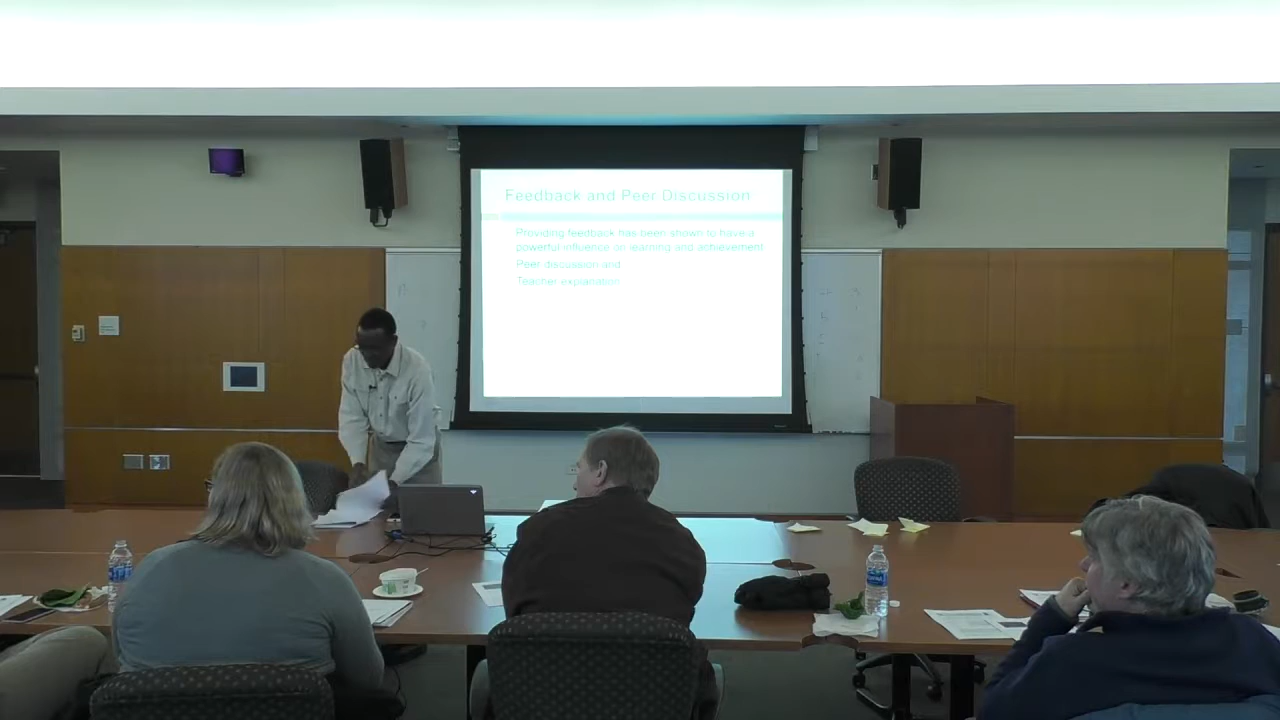 Feedback and Peer Discussion
Providing feedback has been shown to have a
powerful influence on learning and achievement
Peer discussion and
Teacher explanation